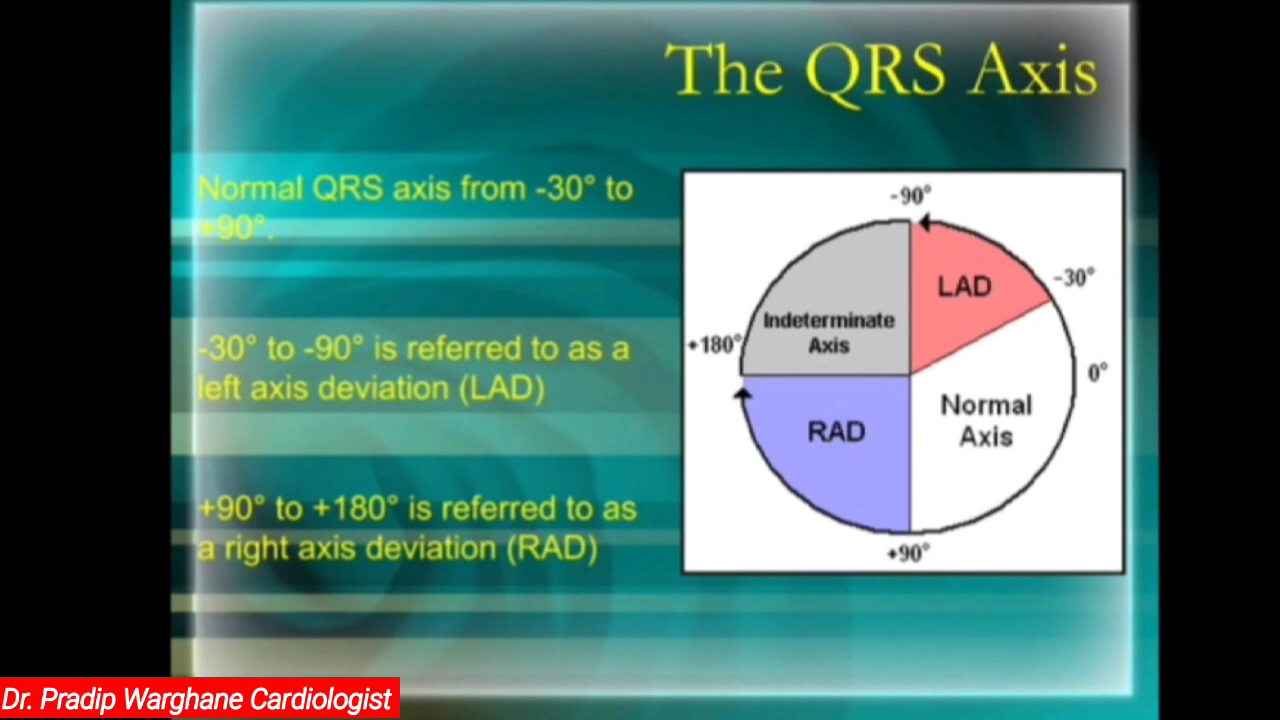 The QRS Axis
Normal QRS axis from -30° to
+90°.
-30° to -90° is referred to as a
left axis deviation (LAD)
+90° to +180° is referred to as
a right axis deviation (RAD)
-90°
LAD
-30°
Indeterminate
Axis
+180°
0°
Normal
Axis
RAD
+90°
Dr. Pradip Warghane Cardiologist